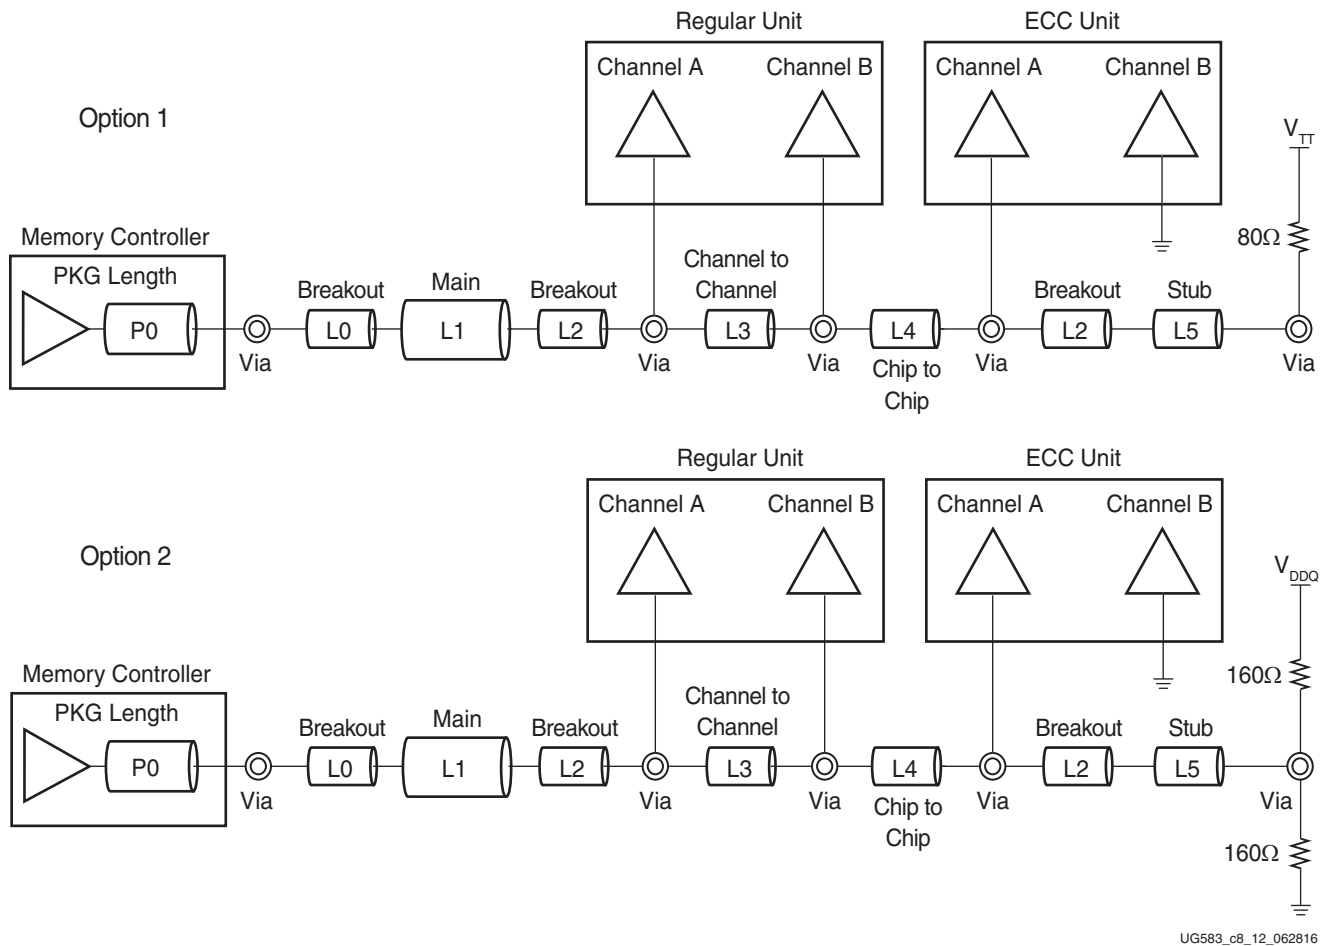 Regular Unit
ECC Unit
Channel A
Channel B
Channel A
Channel B
Option 1
V_TT
Memory Controller
80Ω
PKG Length
Channel to
Channel
Breakout
Main
Breakout
Breakout
Stub
P0
L0
L1
L2
L3
L4
L2
L5
Via
Via
Via
Via
Via
Chip to
Chip
Regular Unit
ECC Unit
Channel A
Channel B
Channel A
Channel B
Option 2
V_DDQ
Memory Controller
160Ω
PKG Length
Channel to
Channel
Breakout
Main
Breakout
Breakout
Stub
P0
L0
L1
L2
L3
L4
L2
L5
Via
Via
Via
Via
Via
Chip to
Chip
160Ω
UG583_c8_12_062816